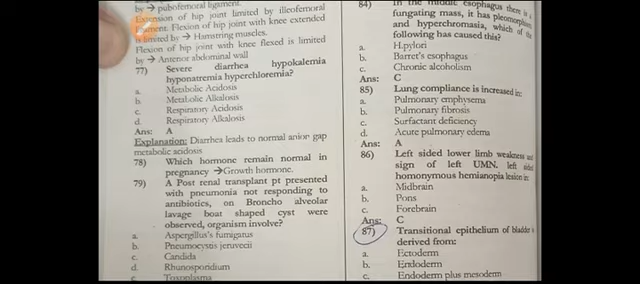 by → pubofemoral ligament.
Extension of hip joint limited by illeofemoral
ligament. Flexion of hip joint with knee extended
is limited by → Hamstring muscles.
Flexion of hip joint with knee flexed is limited
by → Anterior abdominal wall
77) Severe diarrhea hypokalemia
hyponatremia hyperchloremia?
a. Metabolic Acidosis
b. Metabolic Alkalosis
c. Respiratory Acidosis
d. Respiratory Alkalosis
Ans: A
Explanation: Diarrhea leads to normal anion gap
metabolic acidosis
78) Which hormone remain normal in
pregnancy → Growth hormone.
79) A Post renal transplant pt presented
with pneumonia not responding to
antibiotics, on Broncho alveolar
lavage boat shaped cyst were
observed, organism involve?
a. Aspergillus's fumigatus
b. Pneumocystis jeruvecii
c. Candida
d. Rhunosporidium
e. Toxoplasma
84) In the middle esophagus there is a
fungating mass, it has pleomorphism
and hyperchromasia, which of the
following has caused this?
a. H.pylori
b. Barret's esophagus
c. Chronic alcoholism
Ans: C
85) Lung compliance is increased in:
a. Pulmonary emphysema
b. Pulmonary fibrosis
c. Surfactant deficiency
d. Acute pulmonary edema
Ans: A
86) Left sided lower limb weakness and
sign of left UMN. left sided
homonymous hemianopia lesion in:
a. Midbrain
b. Pons
c. Forebrain
Ans: C
87) Transitional epithelium of bladder is
derived from:
a. Ectoderm
b. Endoderm
c. Endoderm plus mesoderm